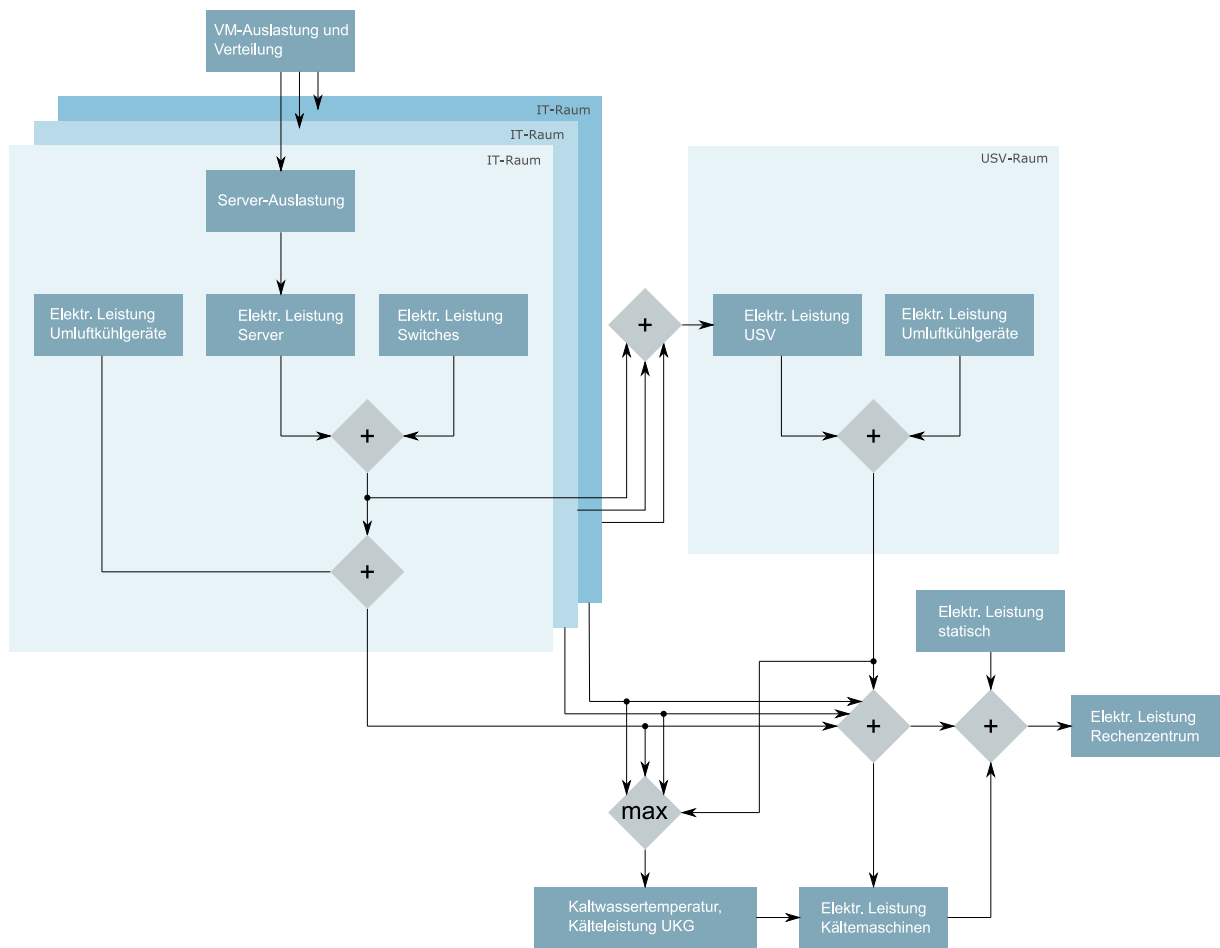 VM-Auslastung und
Verteilung
IT-Raum
IT-Raum
IT-Raum
USV-Raum
Server-Auslastung
Elektr. Leistung
Umluftkühlgeräte
Elektr. Leistung
Server
Elektr. Leistung
Switches
+
Elektr. Leistung
USV
Elektr. Leistung
Umluftkühlgeräte
+
+
+
Elektr. Leistung
statisch
+
+
Elektr. Leistung
Rechenzentrum
max
Kaltwassertemperatur,
Kälteleistung UKG
Elektr. Leistung
Kältemaschinen